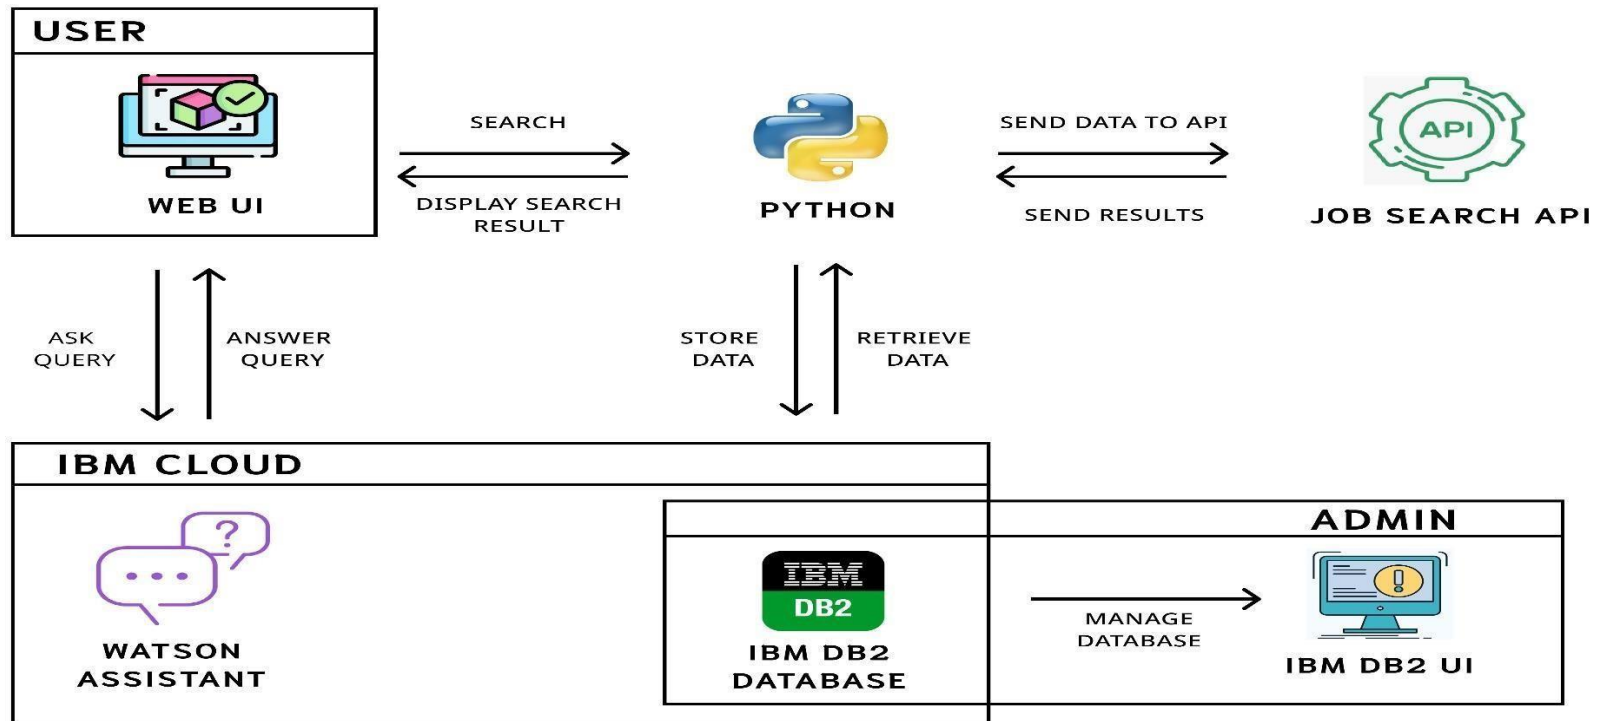 USER
WEB UI
SEARCH
DISPLAY SEARCH
RESULT
PYTHON
SEND DATA TO API
SEND RESULTS
API
JOB SEARCH API
ASK
QUERY
ANSWER
QUERY
STORE
DATA
RETRIEVE
DATA
IBM CLOUD
?
WATSON
ASSISTANT
ADMIN
IBM
DB2
IBM DB2
DATABASE
MANAGE
DATABASE
!
IBM DB2 UI